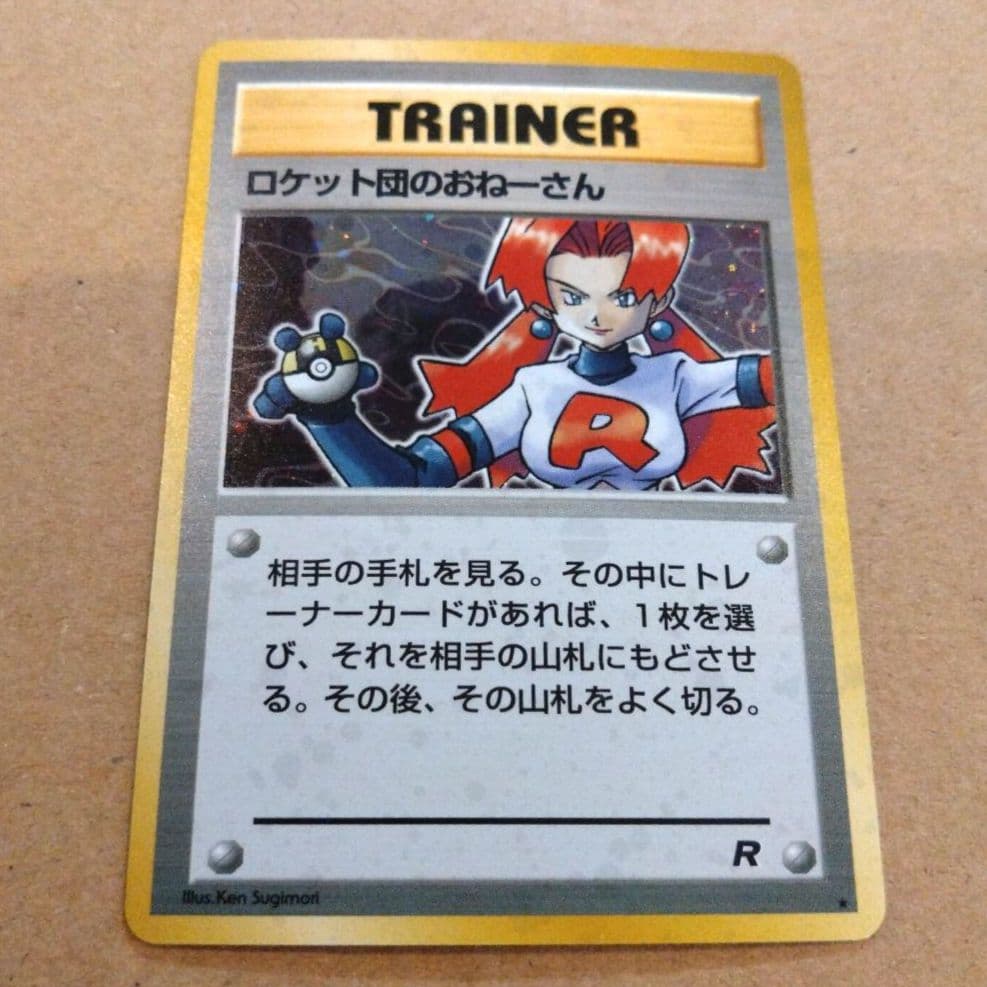 TRAINER
ロケット団のおねーさん
R
相手の手札を見る。その中にトレ
ーナーカードがあれば、1枚を選
び、それを相手の山札にもどさせ
る。その後、その山札をよく切る。
R
Illus. Ken Sugimori
★